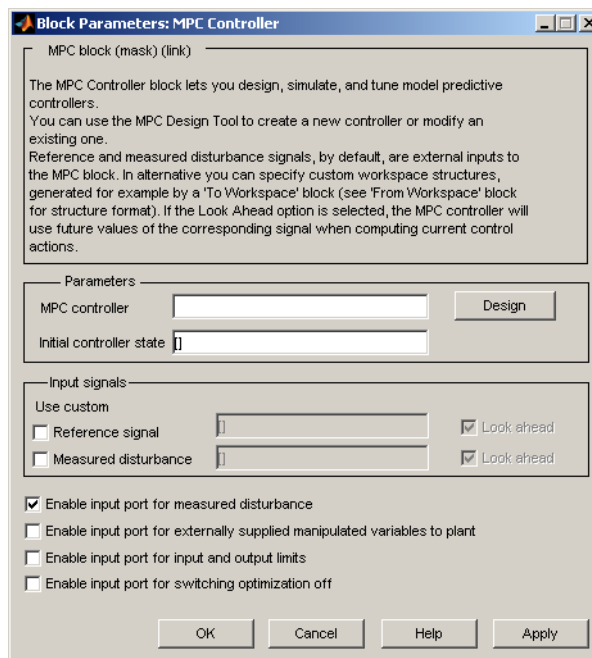 Block Parameters: MPC Controller
MPC block (mask) (link)
The MPC Controller block lets you design, simulate, and tune model predictive
controllers.
You can use the MPC Design Tool to create a new controller or modify an
existing one.
Reference and measured disturbance signals, by default, are external inputs to
the MPC block. In alternative you can specify custom workspace structures,
generated for example by a 'To Workspace' block (see 'From Workspace' block
for structure format). If the Look Ahead option is selected, the MPC controller will
use future values of the corresponding signal when computing current control
actions.
Parameters
MPC controller Design
Initial controller state []
Input signals
Use custom
Reference signal [] Look ahead
Measured disturbance [] Look ahead
Enable input port for measured disturbance
Enable input port for externally supplied manipulated variables to plant
Enable input port for input and output limits
Enable input port for switching optimization off
OK Cancel Help Apply